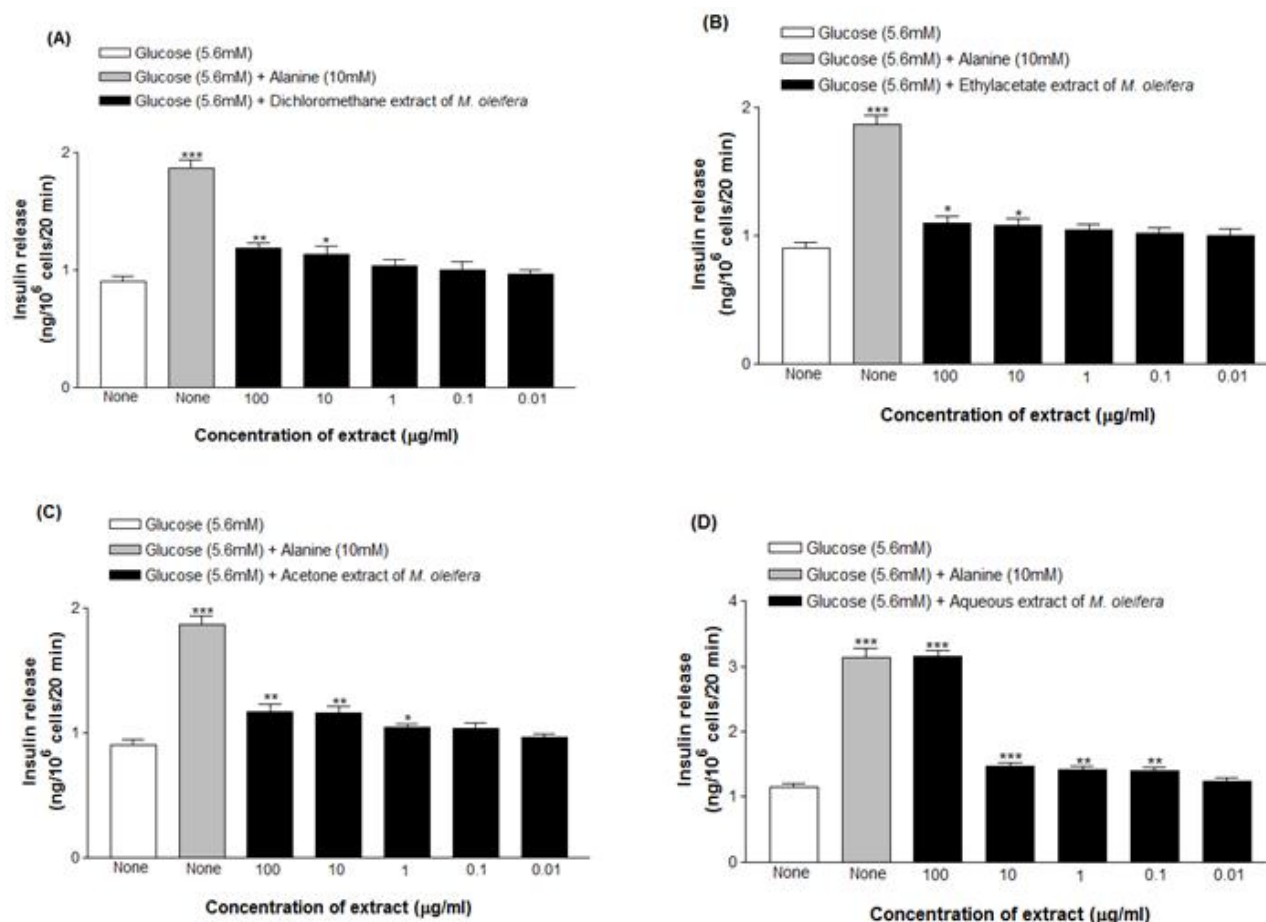 (A)
Glucose (5.6mM)
Glucose (5.6mM) + Alanine (10mM)
Glucose (5.6mM) + Dichloromethane extract of M. oleifera
Insulin release
(ng/10⁶ cells/20 min)
2
1
0
***
**
*
None None 100 10 1 0.1 0.01
Concentration of extract (µg/ml)
(B)
Glucose (5.6mM)
Glucose (5.6mM) + Alanine (10mM)
Glucose (5.6mM) + Ethylacetate extract of M. oleifera
Insulin release
(ng/10⁶ cells/20 min)
2
1
0
***
*
*
None None 100 10 1 0.1 0.01
Concentration of extract (µg/ml)
(C)
Glucose (5.6mM)
Glucose (5.6mM) + Alanine (10mM)
Glucose (5.6mM) + Acetone extract of M. oleifera
Insulin release
(ng/10⁶ cells/20 min)
2
1
0
***
**
**
*
None None 100 10 1 0.1 0.01
Concentration of extract (µg/ml)
(D)
Glucose (5.6mM)
Glucose (5.6mM) + Alanine (10mM)
Glucose (5.6mM) + Aqueous extract of M. oleifera
Insulin release
(ng/10⁶ cells/20 min)
4
3
2
1
0
***
***
***
**
**
None None 100 10 1 0.1 0.01
Concentration of extract (µg/ml)